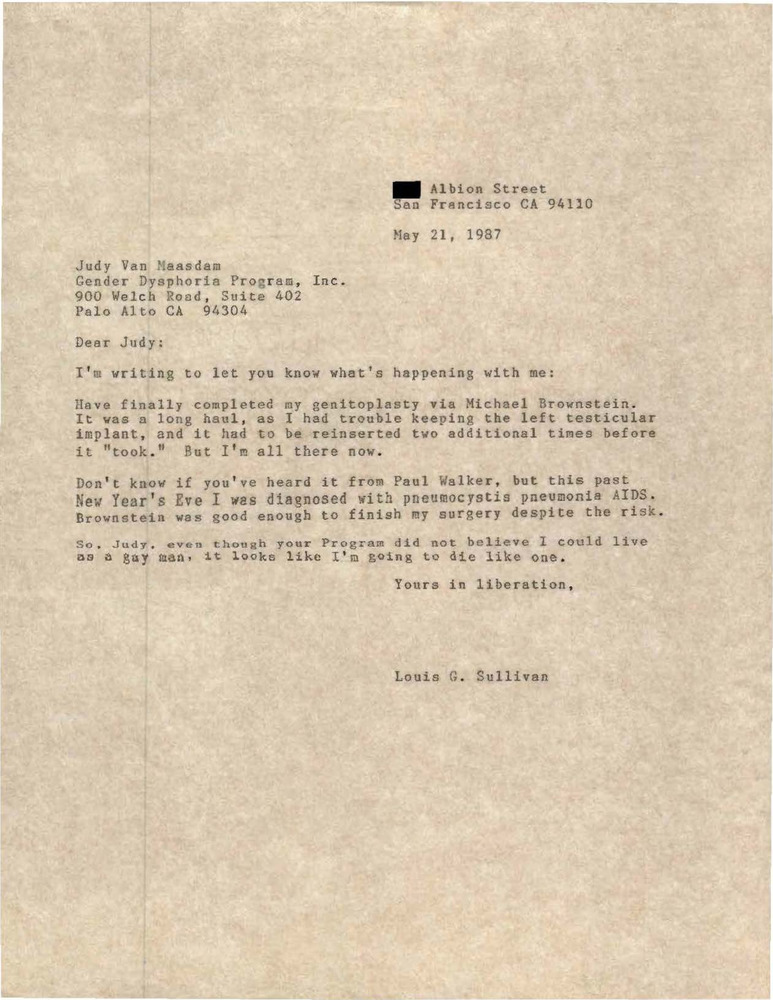 Albion Street
San Francisco CA 94110
May 21, 1987
Judy Van Maasdam
Gender Dysphoria Program, Inc.
900 Welch Road, Suite 402
Palo Alto CA 94304
Dear Judy:
I'm writing to let you know what's happening with me:
Have finally completed my genitoplasty via Michael Brownstein.
It was a long haul, as I had trouble keeping the left testicular
implant, and it had to be reinserted two additional times before
it "took." But I'm all there now.
Don't know if you've heard it from Paul Walker, but this past
New Year's Eve I was diagnosed with pneumocystis pneumonia AIDS.
Brownstein was good enough to finish my surgery despite the risk.
So, Judy, even though your Program did not believe I could live
as a gay man, it looks like I'm going to die like one.
Yours in liberation,
Louis G. Sullivan